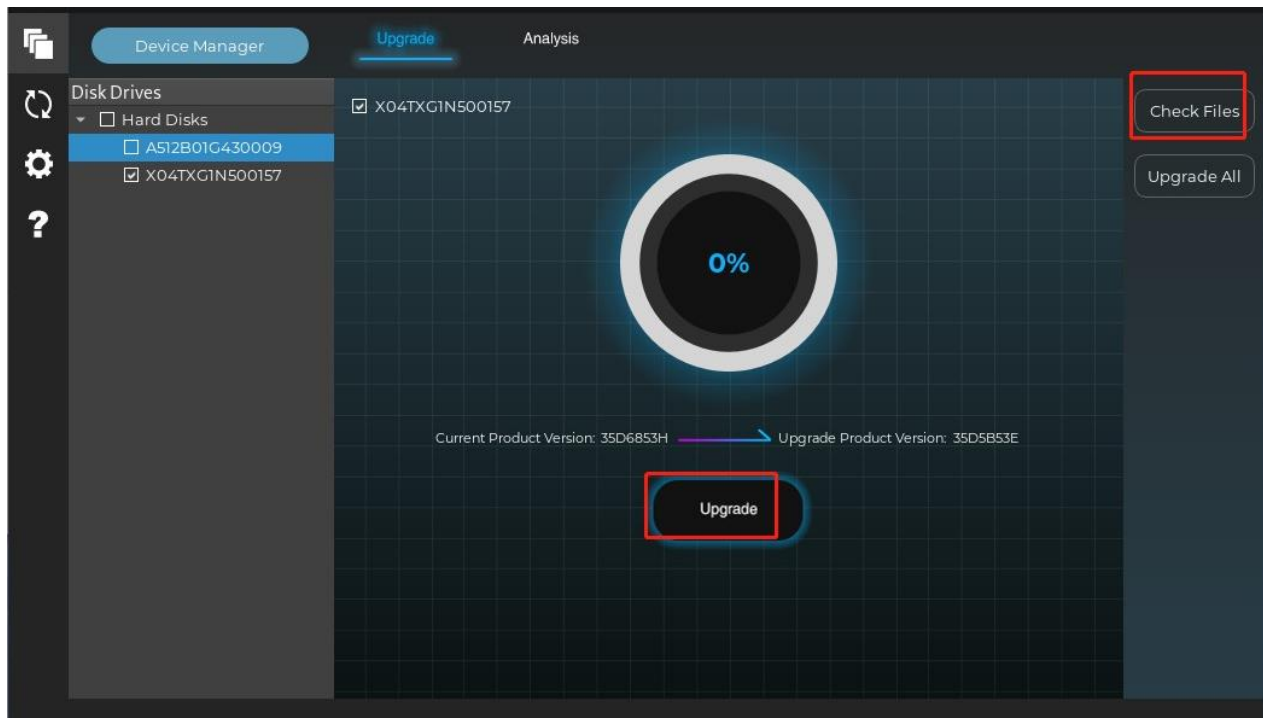 Device Manager
Upgrade
Analysis
Disk Drives
Hard Disks
A512B01G430009
X04TXG1N500157
?
X04TXG1N500157
0%
Current Product Version: 35D6853H
Upgrade Product Version: 35D5B53E
Upgrade
Check Files
Upgrade All